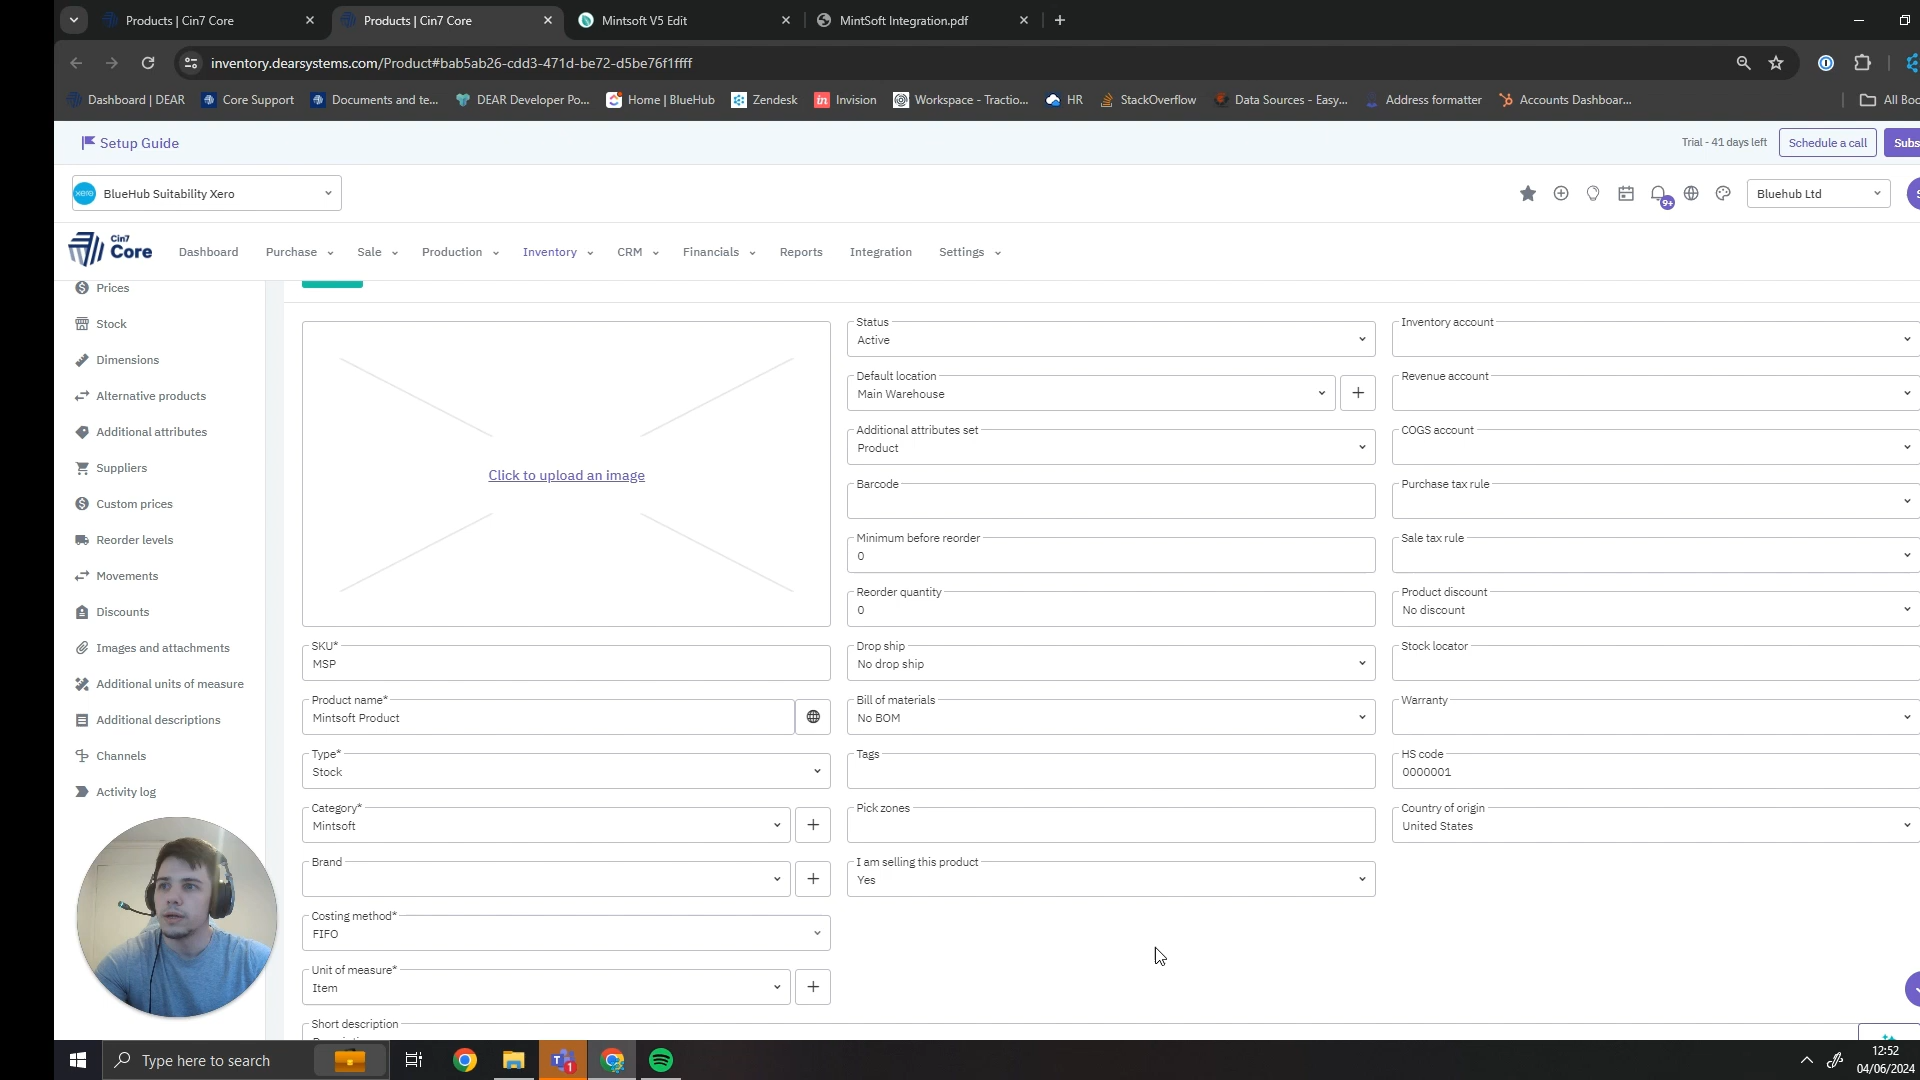 Products | Cin7 Core
Products | Cin7 Core
Mintsoft V5 Edit
MintSoft Integration.pdf
inventory.dearsystems.com/Product#bab5ab26-cdd3-471d-be72-d5be76f1ffff
Dashboard | DEAR
Core Support
Documents and te...
DEAR Developer Po...
Home | BlueHub
Zendesk
in
Invision
Workspace - Tractio...
HR
StackOverflow
Data Sources - Easy...
Address formatter
Accounts Dashboar...
All Boo
Setup Guide
Trial - 41 days left
Schedule a call
Subs
xero
BlueHub Suitability Xero
9+
Bluehub Ltd
Cin7
Core
Dashboard
Purchase
Sale
Production
Inventory
CRM
Financials
Reports
Integration
Settings
Prices
Stock
Dimensions
Alternative products
Additional attributes
Suppliers
Custom prices
Reorder levels
Movements
Discounts
Images and attachments
Additional units of measure
Additional descriptions
Channels
Activity log
Click to upload an image
SKU*
MSP
Product name*
Mintsoft Product
Type*
Stock
Category*
Mintsoft
Brand
Costing method*
FIFO
Unit of measure*
Item
Short description
Status
Active
Default location
Main Warehouse
Additional attributes set
Product
Barcode
Minimum before reorder
0
Reorder quantity
0
Drop ship
No drop ship
Bill of materials
No BOM
Tags
Pick zones
I am selling this product
Yes
Inventory account
Revenue account
COGS account
Purchase tax rule
Sale tax rule
Product discount
No discount
Stock locator
Warranty
HS code
0000001
Country of origin
United States
Type here to search
1
12:52
04/06/2024